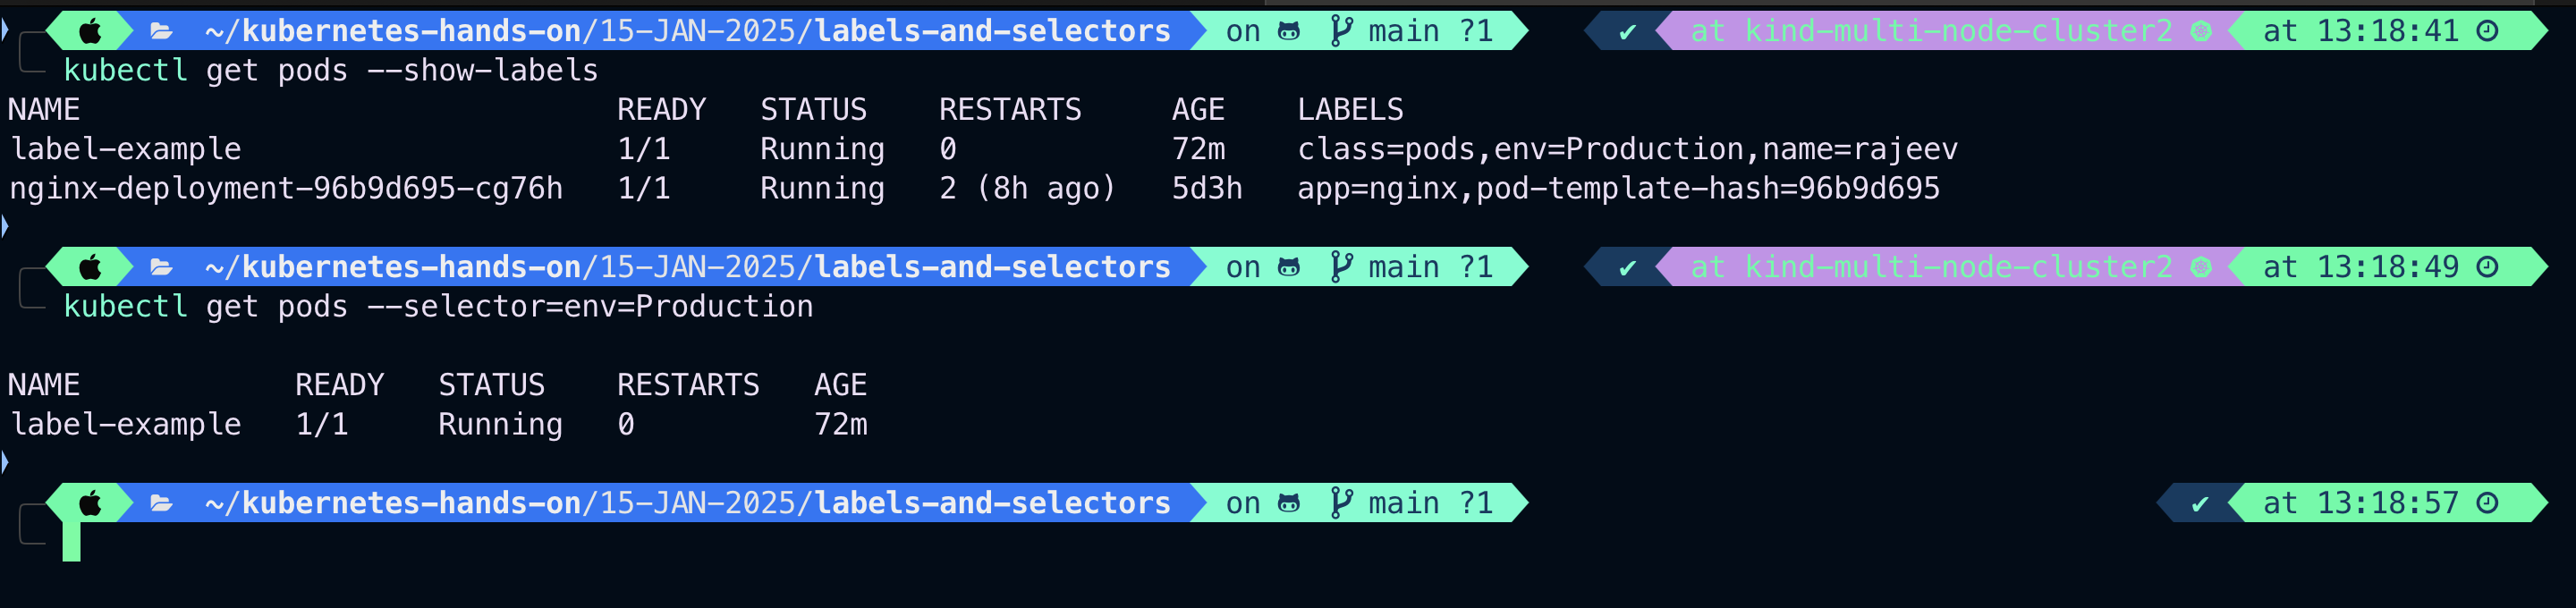 ~/kubernetes-hands-on/15-JAN-2025/labels-and-selectors on main ?1 ✔ at kind-multi-node-cluster2 at 13:18:41
kubectl get pods --show-labels
NAME READY STATUS RESTARTS AGE LABELS
label-example 1/1 Running 0 72m class=pods,env=Production,name=rajeev
nginx-deployment-96b9d695-cg76h 1/1 Running 2 (8h ago) 5d3h app=nginx,pod-template-hash=96b9d695
~/kubernetes-hands-on/15-JAN-2025/labels-and-selectors on main ?1 ✔ at kind-multi-node-cluster2 at 13:18:49
kubectl get pods --selector=env=Production
NAME READY STATUS RESTARTS AGE
label-example 1/1 Running 0 72m
~/kubernetes-hands-on/15-JAN-2025/labels-and-selectors on main ?1 ✔ at 13:18:57